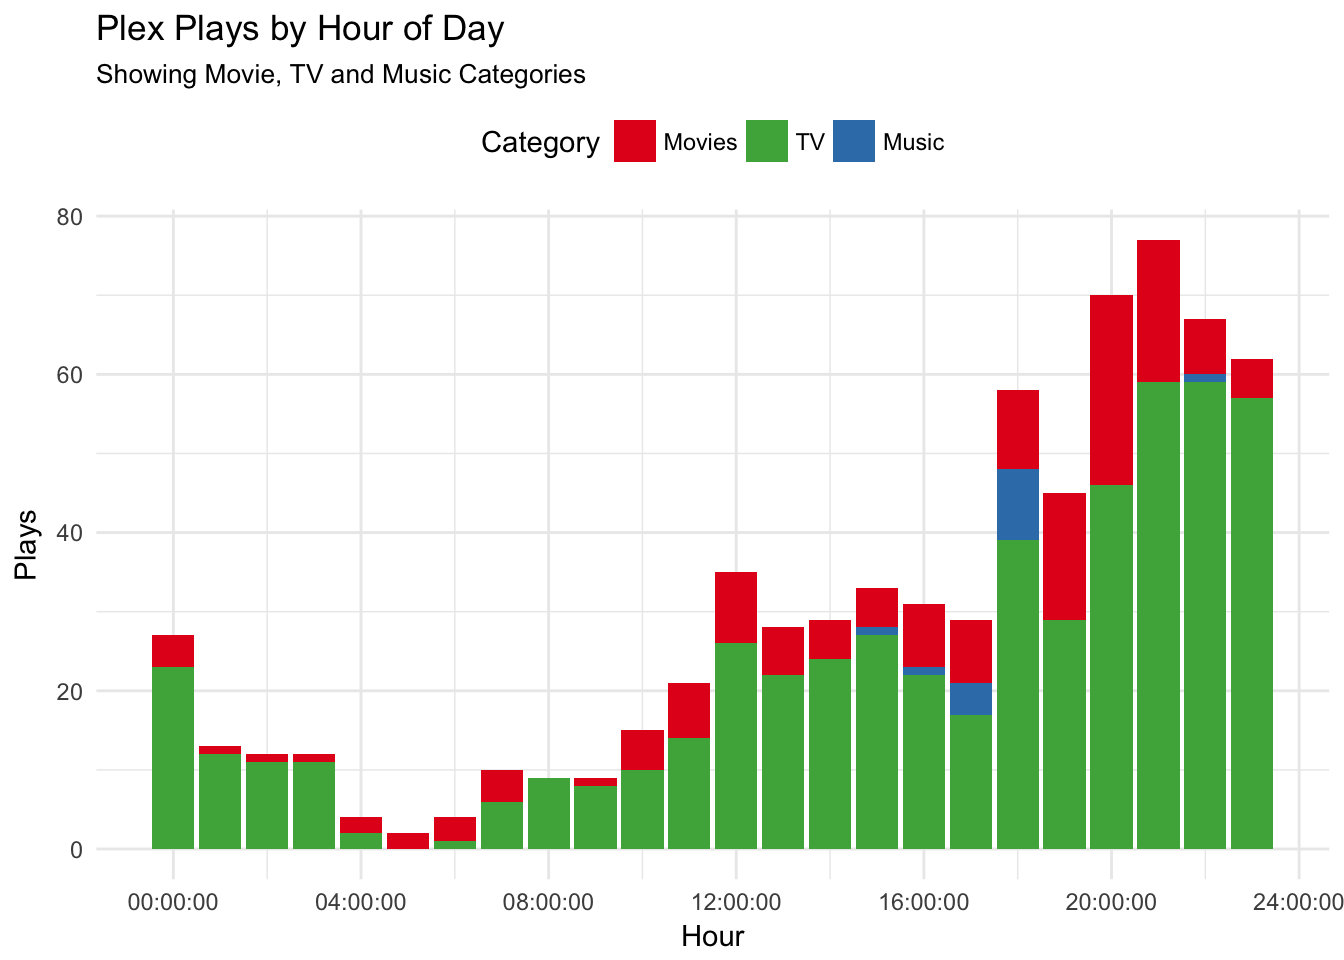 Plex Plays by Hour of Day
Showing Movie, TV and Music Categories
Category Movies TV Music
80
60
40
20
0
Plays
00:00:00 04:00:00 08:00:00 12:00:00 16:00:00 20:00:00 24:00:00
Hour